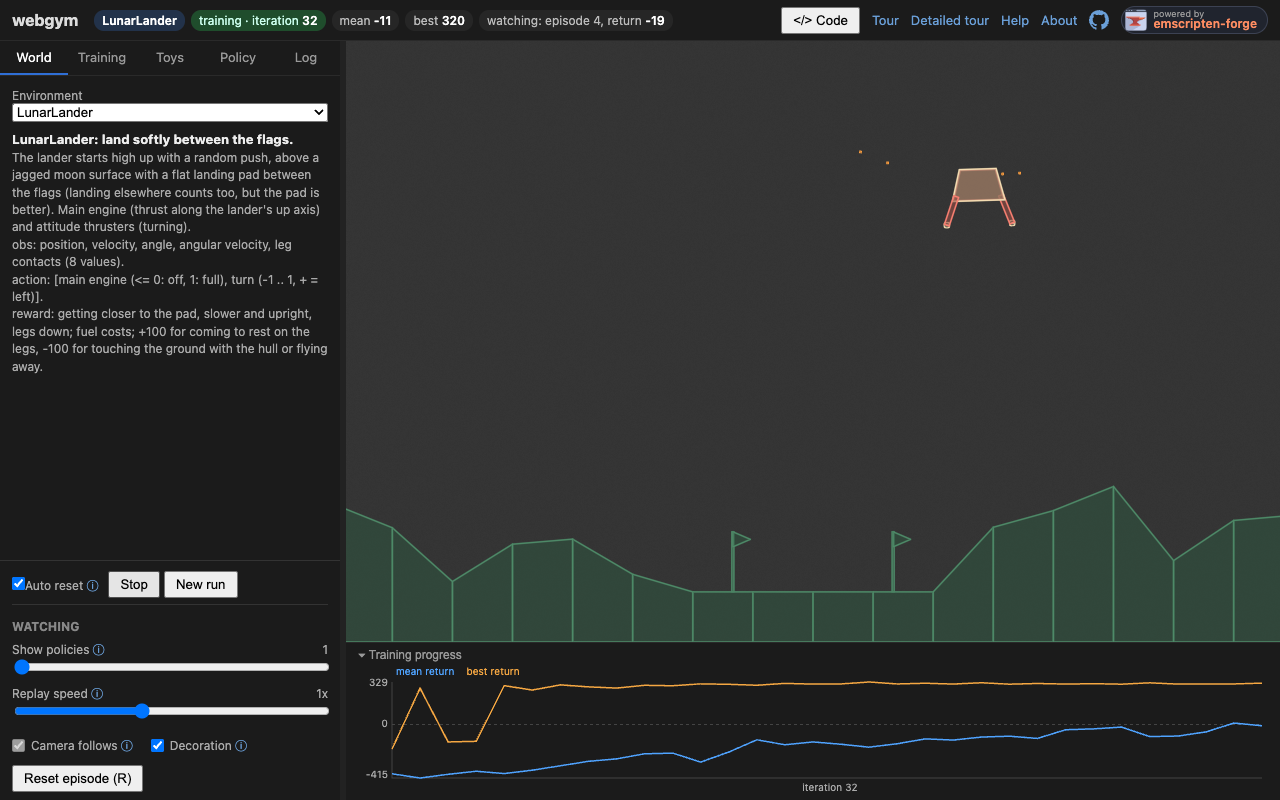 webgym LunarLander training · iteration 32 mean -11 best 320 watching: episode 4, return -19 </> Code Tour Detailed tour Help About powered by emscripten-forge
World Training Toys Policy Log
Environment
LunarLander
LunarLander: land softly between the flags.
The lander starts high up with a random push, above a
jagged moon surface with a flat landing pad between
the flags (landing elsewhere counts too, but the pad is
better). Main engine (thrust along the lander's up axis)
and attitude thrusters (turning).
obs: position, velocity, angle, angular velocity, leg
contacts (8 values).
action: [main engine (<= 0: off, 1: full), turn (-1 .. 1, + =
left)].
reward: getting closer to the pad, slower and upright,
legs down; fuel costs; +100 for coming to rest on the
legs, -100 for touching the ground with the hull or flying
away.
Auto reset ⓘ Stop New run
WATCHING
Show policies ⓘ 1
Replay speed ⓘ 1x
Camera follows ⓘ Decoration ⓘ
Reset episode (R)
Training progress
mean return best return
329
0
-415
Iteration 32